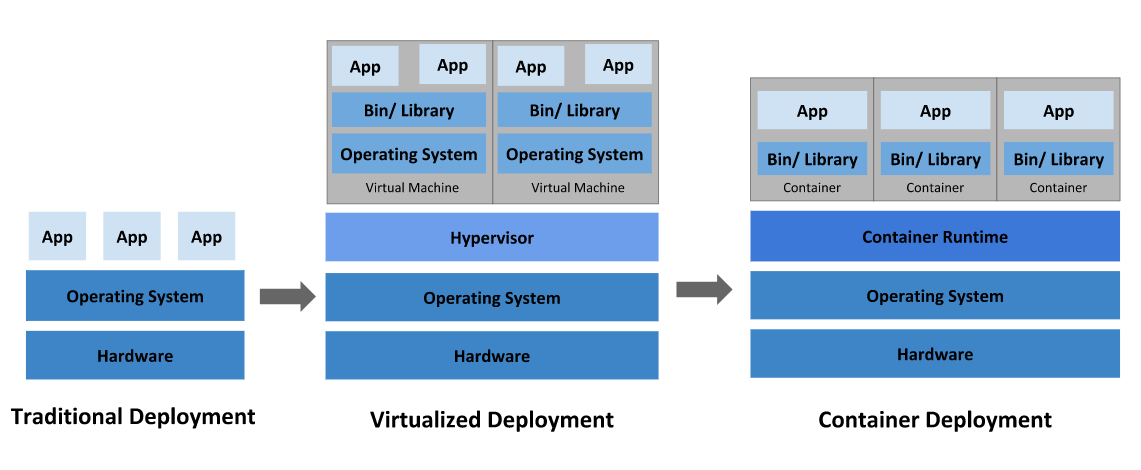 App App App
Operating System
Hardware
Traditional Deployment
App App App App
Bin/ Library Bin/ Library
Operating System Operating System
Virtual Machine Virtual Machine
Hypervisor
Operating System
Hardware
Virtualized Deployment
App App App
Bin/ Library Bin/ Library Bin/ Library
Container Container Container
Container Runtime
Operating System
Hardware
Container Deployment